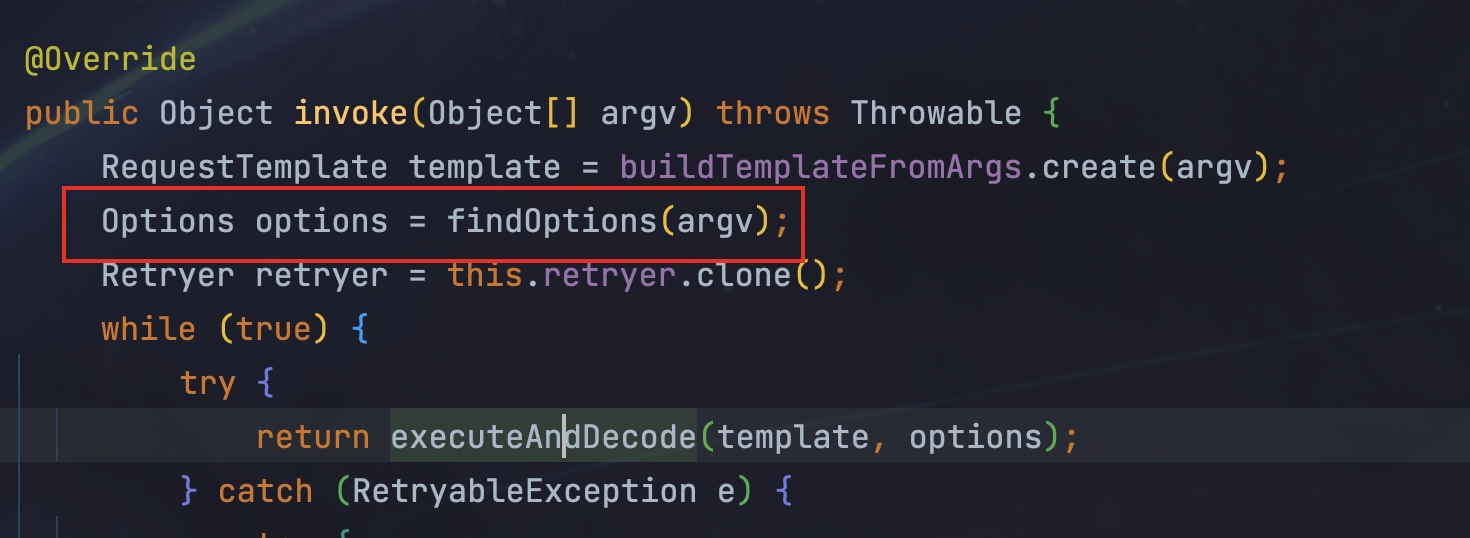 @Override
public Object invoke(Object[] argv) throws Throwable {
RequestTemplate template = buildTemplateFromArgs.create(argv);
Options options = findOptions(argv);
Retryer retryer = this.retryer.clone();
while (true) {
try {
return executeAndDecode(template, options);
} catch (RetryableException e) {